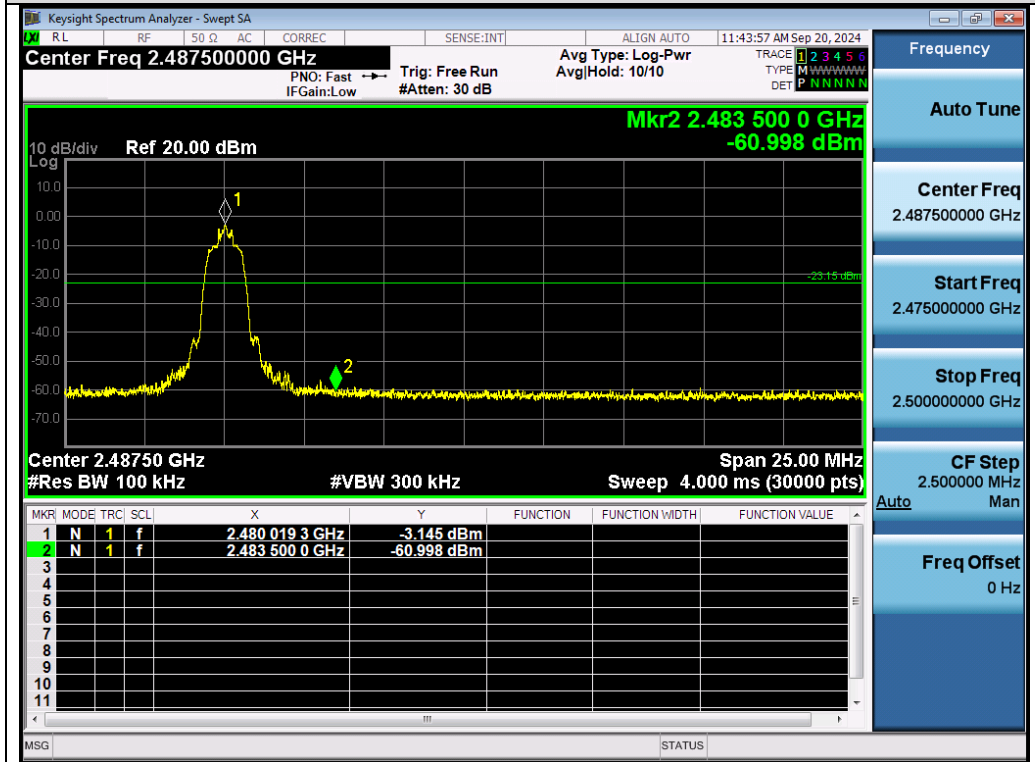 Keysight Spectrum Analyzer - Swept SA
LXI RL RF 50 Ω AC CORREC SENSE:INT ALIGN AUTO 11:43:57 AM Sep 20, 2024
Center Freq 2.487500000 GHz
PNO: Fast
IFGain:Low
Trig: Free Run
#Atten: 30 dB
Avg Type: Log-Pwr
Avg|Hold: 10/10
TRACE 1 2 3 4 5 6
TYPE M W W W W W
DET P N N N N N
Mkr2 2.483 500 0 GHz
-60.998 dBm
10 dB/div Ref 20.00 dBm
Log
10.0
0.00
-10.0
-20.0
-30.0
-40.0
-50.0
-60.0
-70.0
1
-23.15 dBm
2
Center 2.48750 GHz Span 25.00 MHz
#Res BW 100 kHz #VBW 300 kHz Sweep 4.000 ms (30000 pts)
MKR MODE TRC SCL X Y FUNCTION FUNCTION WIDTH FUNCTION VALUE
1 N 1 f 2.480 019 3 GHz -3.145 dBm
2 N 1 f 2.483 500 0 GHz -60.998 dBm
3
4
5
6
7
8
9
10
11
MSG STATUS
Frequency
Auto Tune
Center Freq
2.487500000 GHz
Start Freq
2.475000000 GHz
Stop Freq
2.500000000 GHz
CF Step
2.500000 MHz
Auto Man
Freq Offset
0 Hz